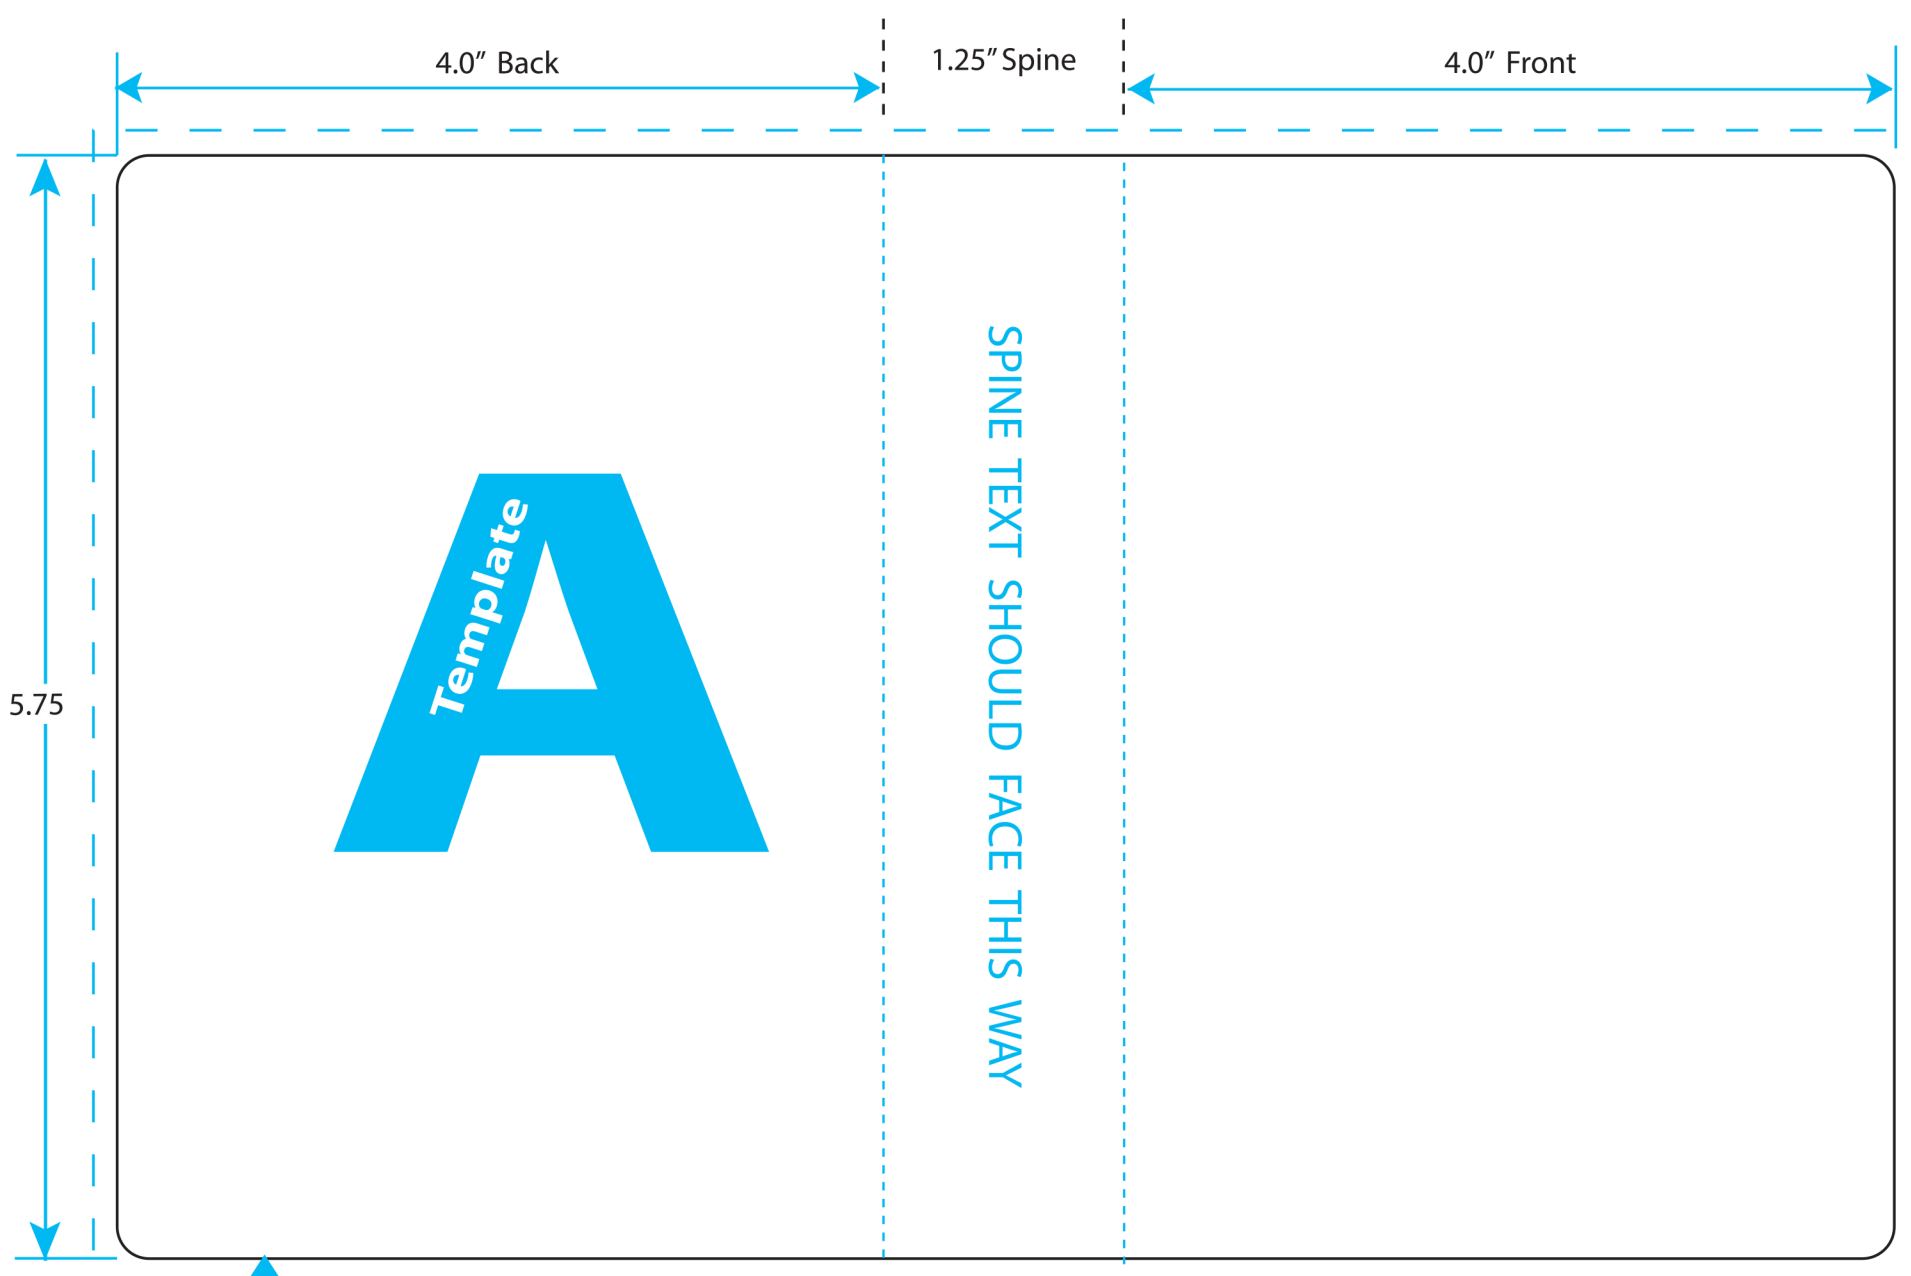 4.0” Back
1.25” Spine
4.0” Front
5.75
A
Template
SPINE TEXT SHOULD FACE THIS WAY